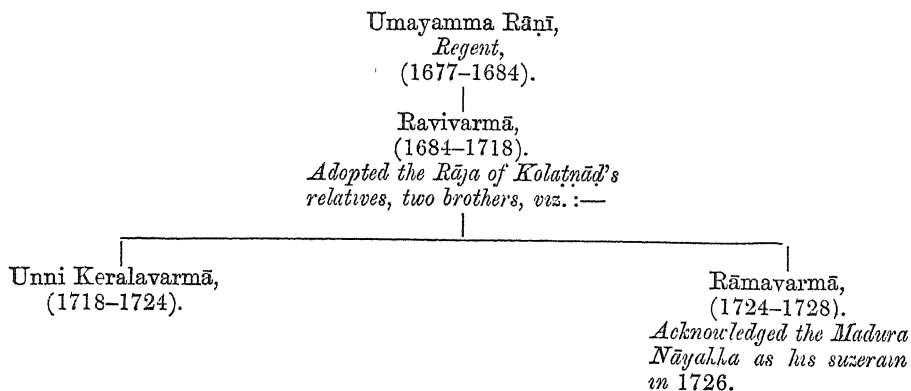 Umayamma Rāṇī,
Regent,
(1677–1684).
Ravivarmā,
(1684–1718).
Adopted the Rāja of Kolaṭṇāḍ's
relatives, two brothers, viz. :—
Unni Keralavarmā,
(1718–1724).
Rāmavarmā,
(1724–1728).
Acknowledged the Madura
Nāyakka as his suzerain
in 1726.